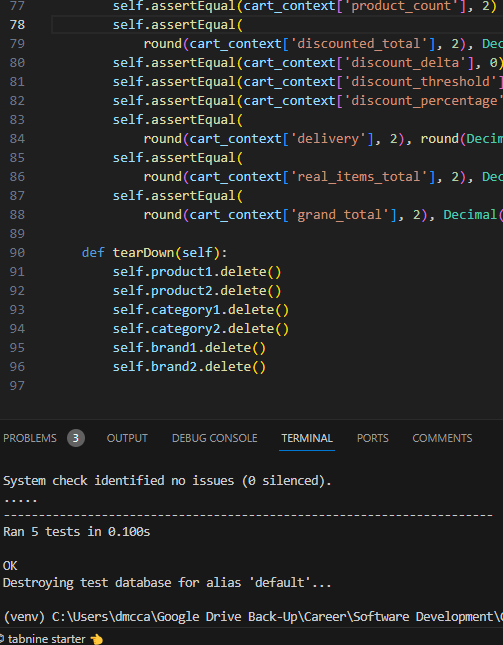 77 self.assertEqual(cart_context['product_count'], 2)
78 self.assertEqual(
79 round(cart_context['discounted_total'], 2), Dec
80 self.assertEqual(cart_context['discount_delta'], 0)
81 self.assertEqual(cart_context['discount_threshold']
82 self.assertEqual(cart_context['discount_percentage'
83 self.assertEqual(
84 round(cart_context['delivery'], 2), round(Decim
85 self.assertEqual(
86 round(cart_context['real_items_total'], 2), Dec
87 self.assertEqual(
88 round(cart_context['grand_total'], 2), Decimal(
89
90 def tearDown(self):
91 self.product1.delete()
92 self.product2.delete()
93 self.category1.delete()
94 self.category2.delete()
95 self.brand1.delete()
96 self.brand2.delete()
97
PROBLEMS 3 OUTPUT DEBUG CONSOLE TERMINAL PORTS COMMENTS
System check identified no issues (0 silenced).
.....
----------------------------------------------------------------------
Ran 5 tests in 0.100s
OK
Destroying test database for alias 'default'...
(venv) C:\Users\dmcca\Google Drive Back-Up\Career\Software Development\
tabnine starter 👈